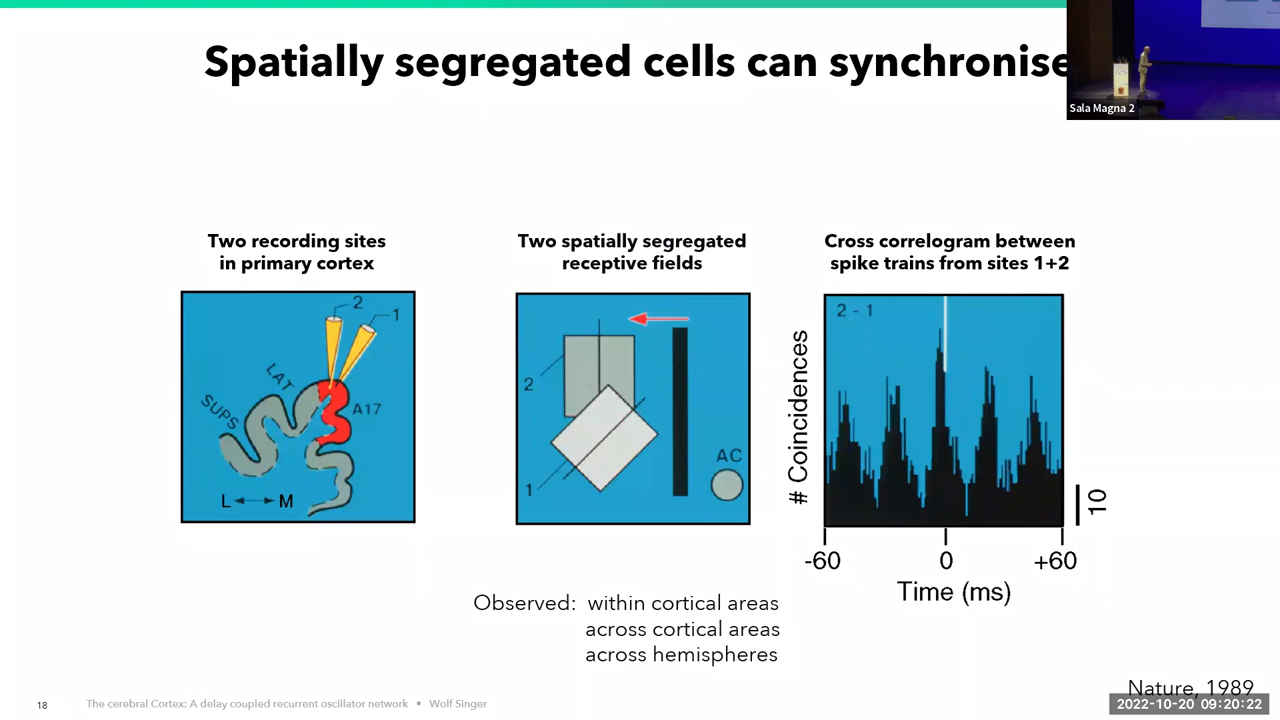 Spatially segregated cells can synchronise
Sala Magna 2
Two recording sites
in primary cortex
Two spatially segregated
receptive fields
Cross correlogram between
spike trains from sites 1+2
2
1
LAT
SUPS
A17
L
M
2
1
AC
2 - 1
# Coincidences
10
-60
0
+60
Time (ms)
Observed: within cortical areas
across cortical areas
across hemispheres
Nature, 1989
18
The cerebral Cortex: A delay coupled recurrent oscillator network • Wolf Singer
2022-10-20 09:20:22